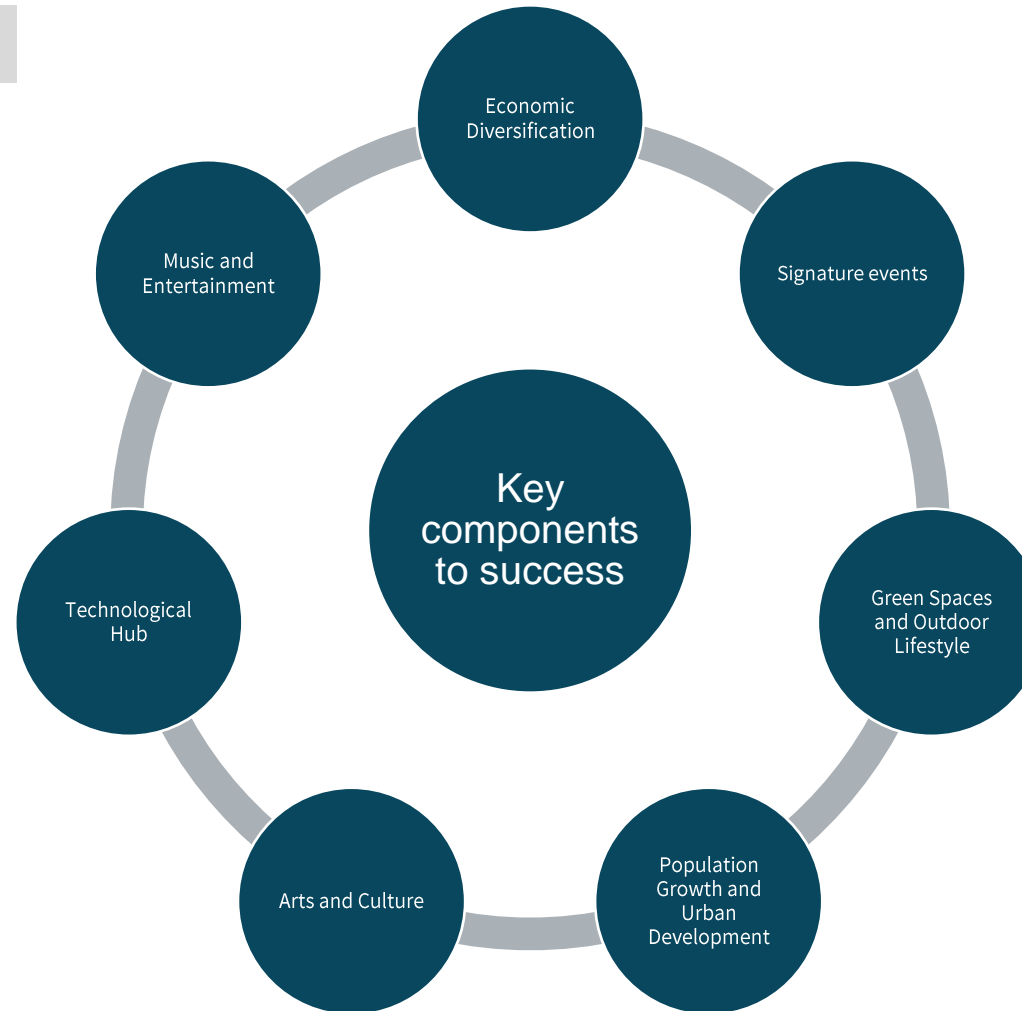 Economic
Diversification
Music and
Entertainment
Signature events
Key
components
to success
Technological
Hub
Green Spaces
and Outdoor
Lifestyle
Arts and Culture
Population
Growth and
Urban
Development